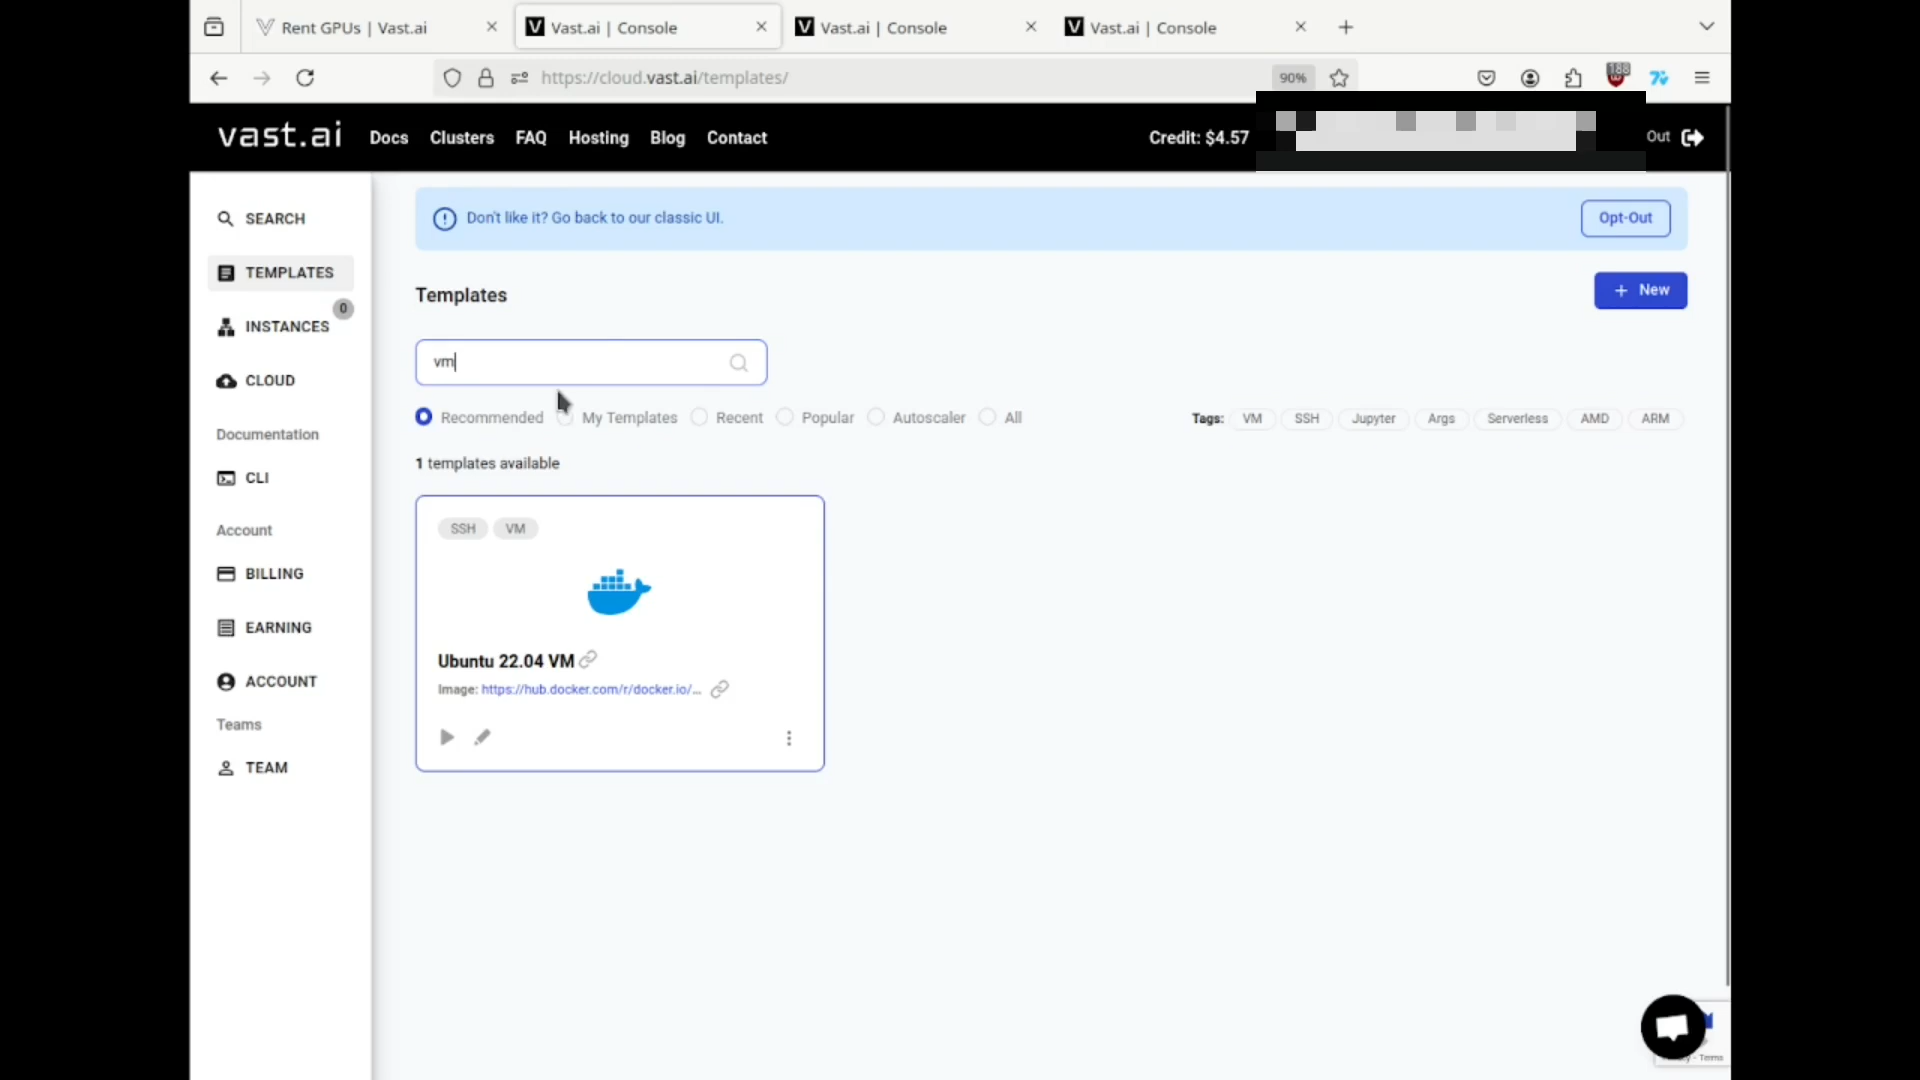 Rent GPUs | Vast.ai
Vast.ai | Console
Vast.ai | Console
Vast.ai | Console
https://cloud.vast.ai/templates/
90%
188
vast.ai
Docs
Clusters
FAQ
Hosting
Blog
Contact
Credit: $4.57
Out
SEARCH
TEMPLATES
INSTANCES
0
CLOUD
Documentation
CLI
Account
BILLING
EARNING
ACCOUNT
Teams
TEAM
Don't like it? Go back to our classic UI.
Opt-Out
Templates
+ New
vm
Recommended
My Templates
Recent
Popular
Autoscaler
All
Tags:
VM
SSH
Jupyter
Args
Serverless
AMD
ARM
1 templates available
SSH
VM
Ubuntu 22.04 VM
Image: https://hub.docker.com/r/docker.io/...
- Terms